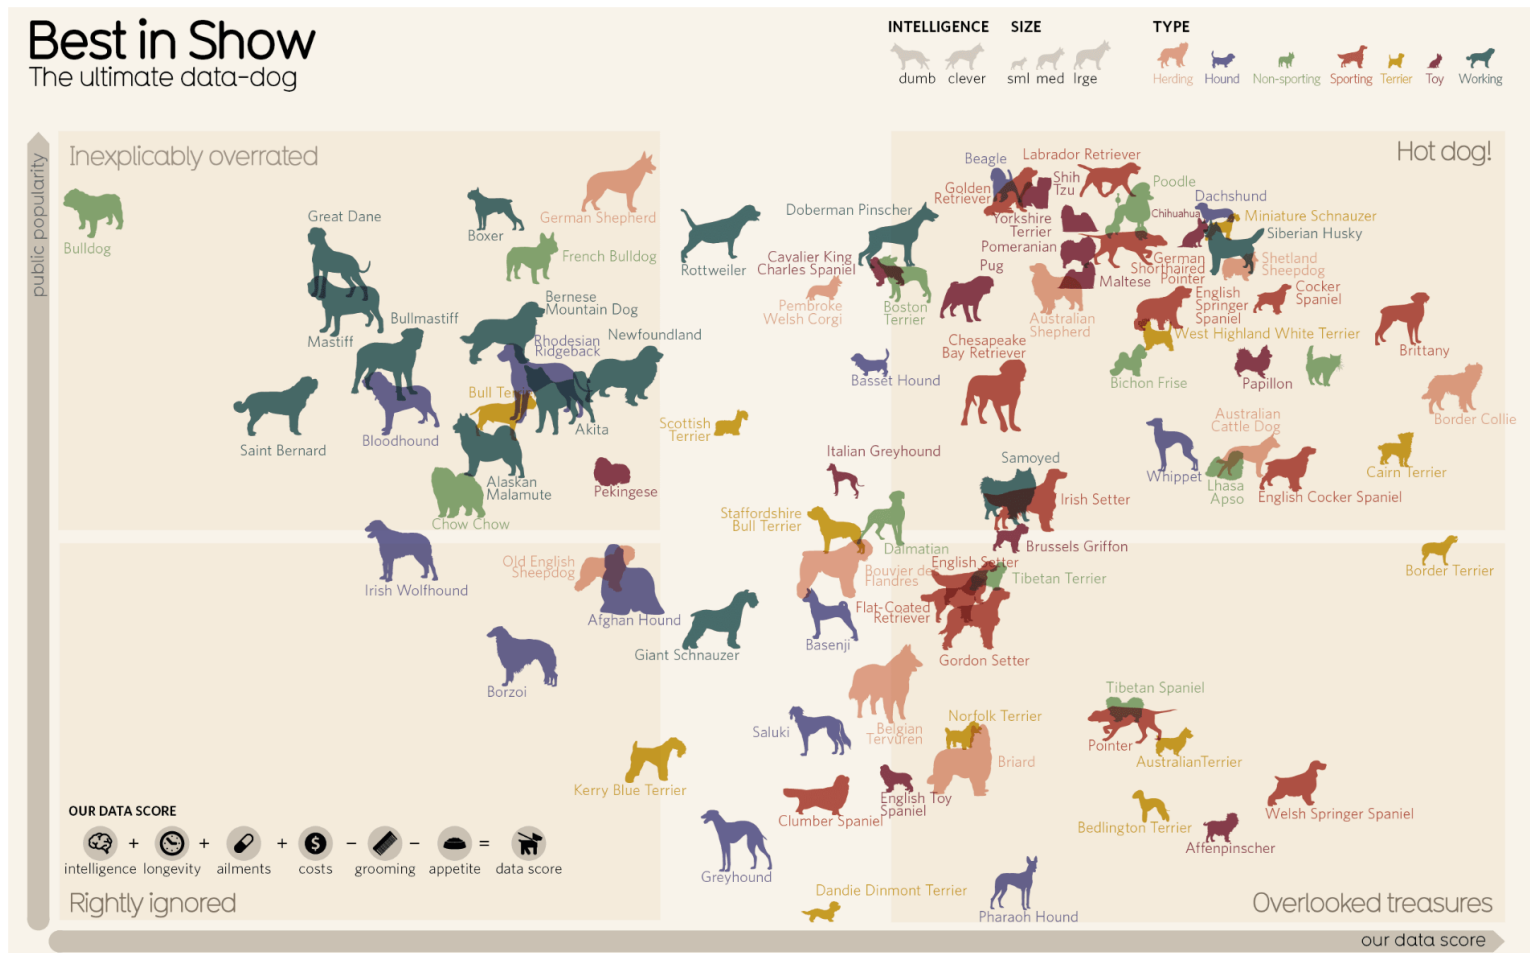 Best in Show
The ultimate data-dog
INTELLIGENCE
dumb
clever
SIZE
sml
med
lrge
TYPE
Herding
Hound
Non-sporting
Sporting
Terrier
Toy
Working
public popularity
Inexplicably overrated
Hot dog!
Bulldog
Great Dane
Boxer
German Shepherd
French Bulldog
Rottweiler
Mastiff
Bullmastiff
Bernese
Mountain Dog
Rhodesian
Ridgeback
Newfoundland
Saint Bernard
Bloodhound
Bull Te
Akita
Alaskan
Malamute
Chow Chow
Pekingese
Scottish
Terrier
Doberman Pinscher
Cavalier King
Charles Spaniel
Pembroke
Welsh Corgi
Boston
Terrier
Basset Hound
Beagle
Labrador Retriever
Golden
Retriever
Shih
Tzu
Yorkshire
Terrier
Poodle
Chihuahua
Dachshund
Miniature Schnauzer
Siberian Husky
Pomeranian
German
Shorthaired
Pointer
Shetland
Sheepdog
Pug
Maltese
Australian
Shepherd
English
Springer
Spaniel
Cocker
Spaniel
West Highland White Terrier
Brittany
Chesapeake
Bay Retriever
Bichon Frise
Papillon
Border Collie
Whippet
Australian
Cattle Dog
Lhasa
Apso
English Cocker Spaniel
Cairn Terrier
Italian Greyhound
Samoyed
Irish Setter
Staffordshire
Bull Terrier
Dalmatian
Brussels Griffon
Border Terrier
Irish Wolfhound
Old English
Sheepdog
Afghan Hound
Bouvier de
Flandres
English Setter
Tibetan Terrier
Flat-Coated
Retriever
Gordon Setter
Basenji
Giant Schnauzer
Borzoi
Saluki
Belgian
Tervuren
Norfolk Terrier
Briard
Tibetan Spaniel
Pointer
AustralianTerrier
Kerry Blue Terrier
Clumber Spaniel
English Toy
Spaniel
Bedlington Terrier
Affenpinscher
Welsh Springer Spaniel
Greyhound
Dandie Dinmont Terrier
Pharaoh Hound
OUR DATA SCORE
+ + + − − =
$
intelligence longevity ailments costs grooming appetite data score
Rightly ignored
Overlooked treasures
our data score